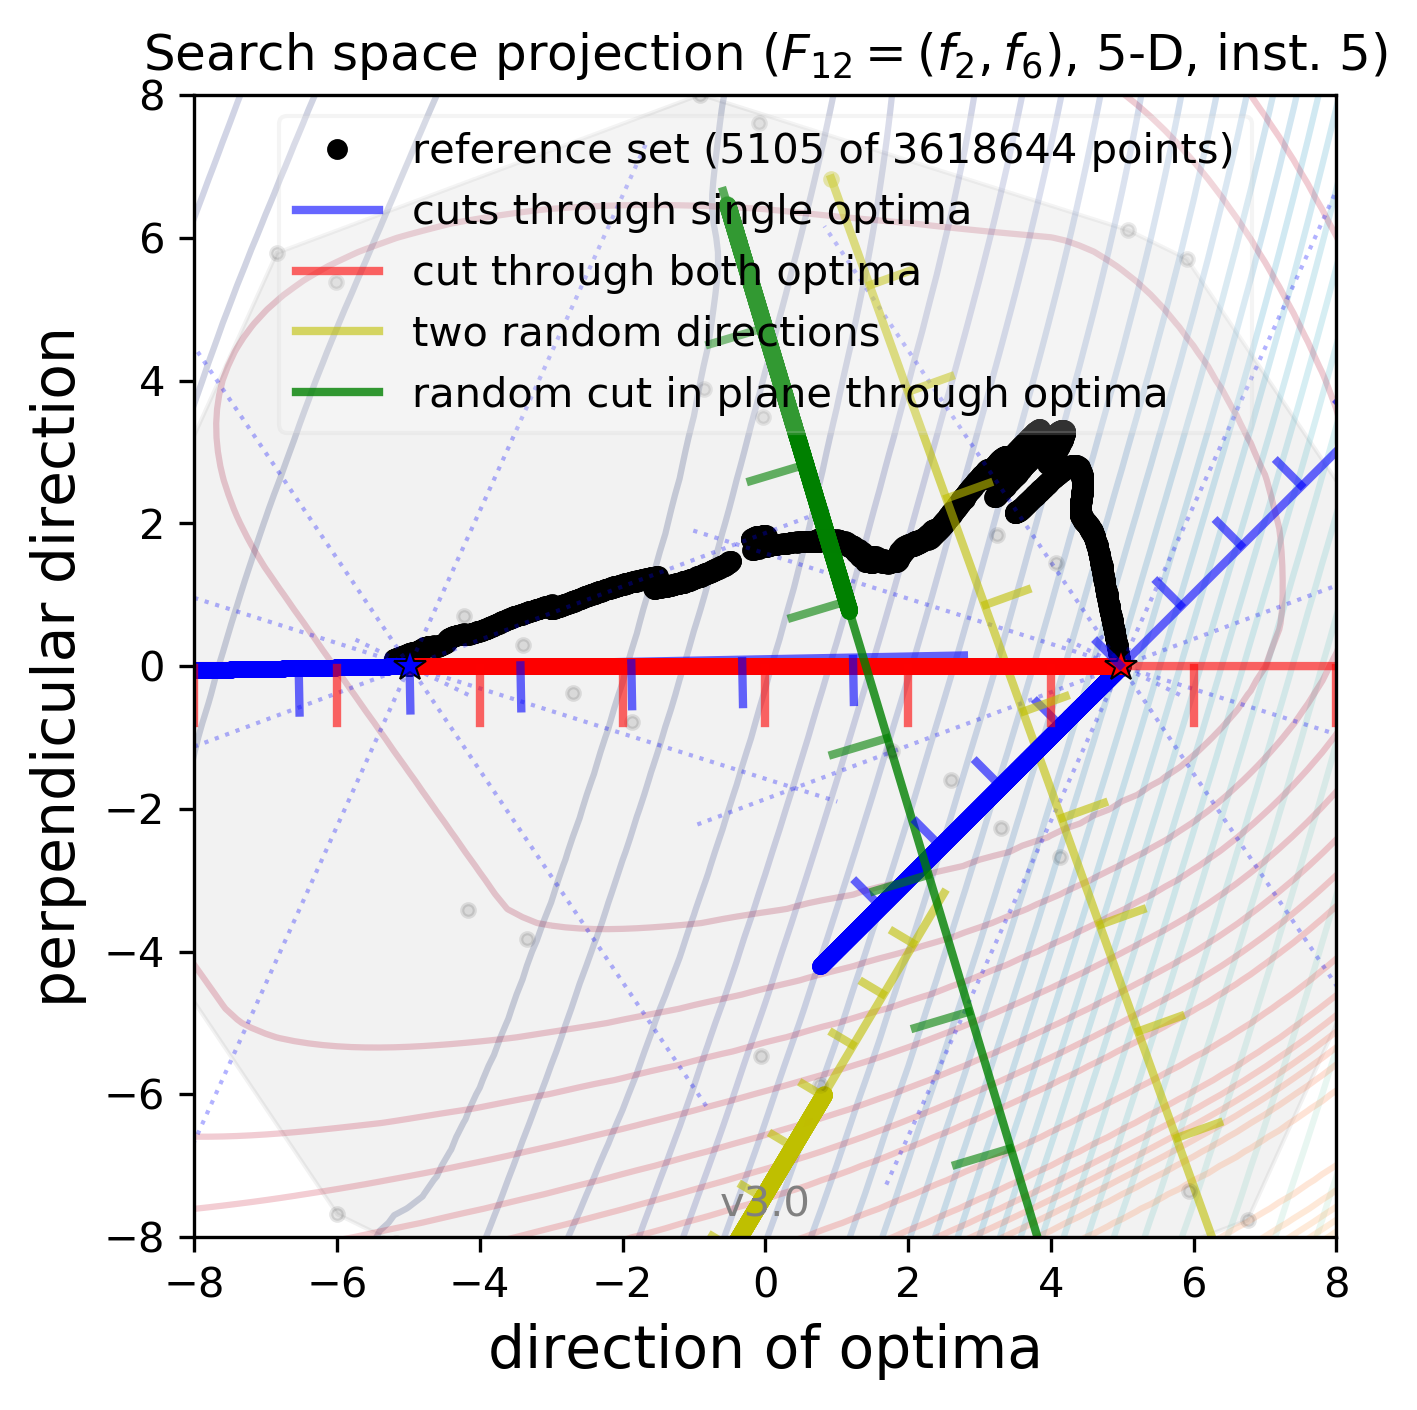 Search space projection (F₁₂ = (f₂, f₆), 5-D, inst. 5)
reference set (5105 of 3618644 points)
cuts through single optima
cut through both optima
two random directions
random cut in plane through optima
8
6
4
2
0
−2
−4
−6
−8
perpendicular direction
v3.0
−8 −6 −4 −2 0 2 4 6 8
direction of optima